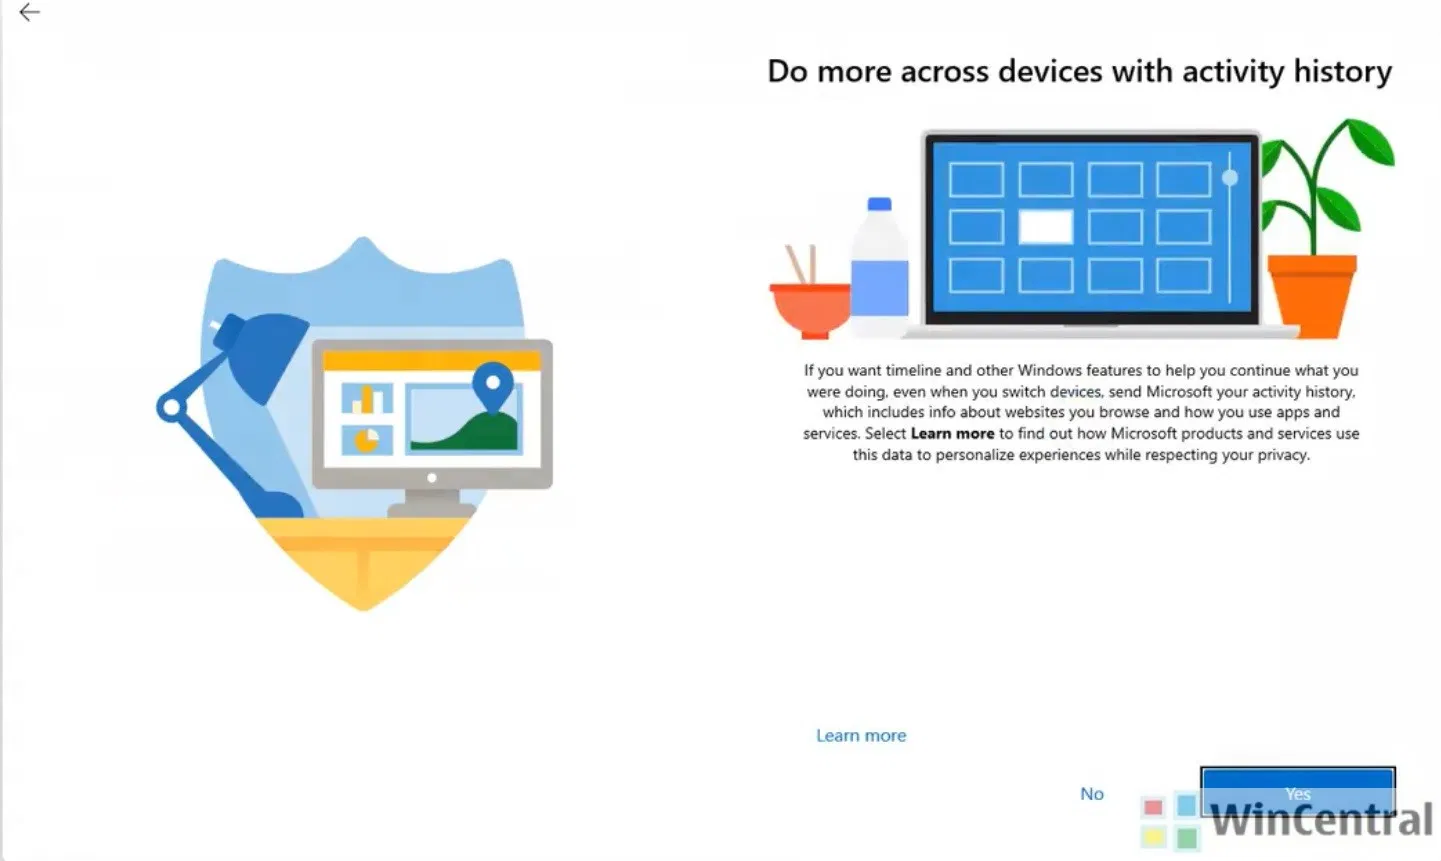 Do more across devices with activity history
If you want timeline and other Windows features to help you continue what you
were doing, even when you switch devices, send Microsoft your activity history,
which includes info about websites you browse and how you use apps and
services. Select Learn more to find out how Microsoft products and services use
this data to personalize experiences while respecting your privacy.
Learn more
No
Yes
WinCentral